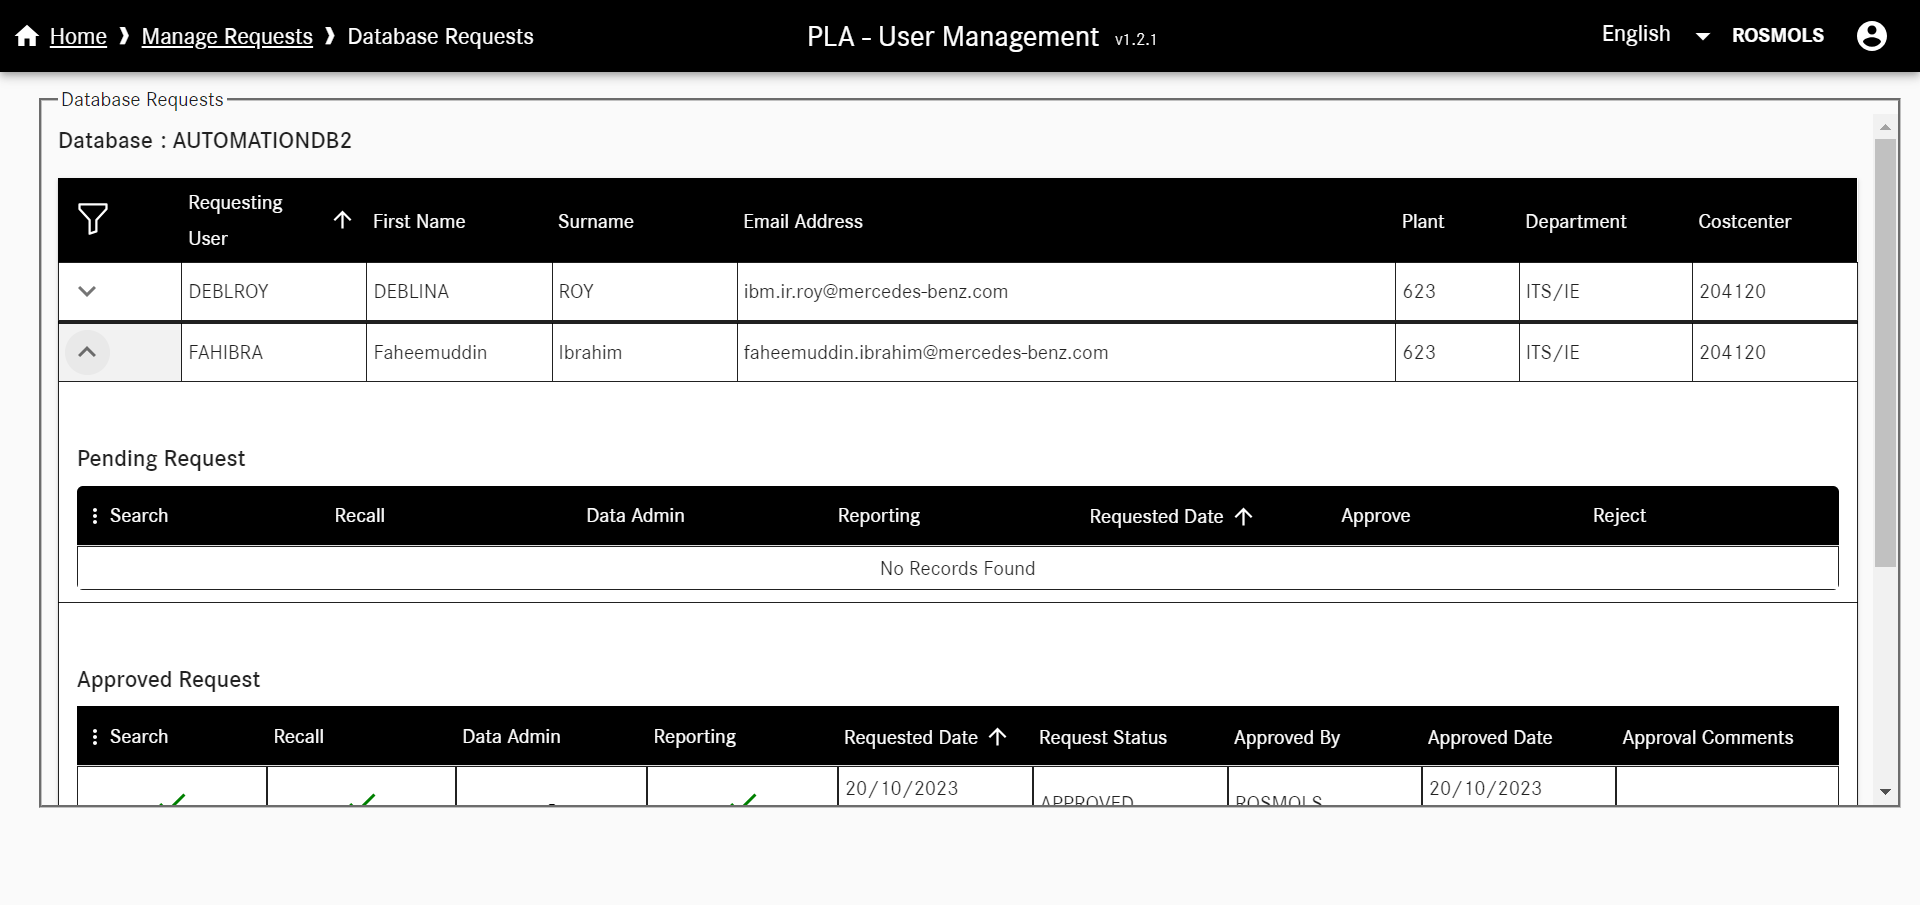 Home ❱ Manage Requests ❱ Database Requests
PLA - User Management v1.2.1
English
ROSMOLS
Database Requests
Database : AUTOMATIONDB2
Requesting User First Name Surname Email Address Plant Department Costcenter
DEBLROY DEBLINA ROY ibm.ir.roy@mercedes-benz.com 623 ITS/IE 204120
FAHIBRA Faheemuddin Ibrahim faheemuddin.ibrahim@mercedes-benz.com 623 ITS/IE 204120
Pending Request
Search Recall Data Admin Reporting Requested Date Approve Reject
No Records Found
Approved Request
Search Recall Data Admin Reporting Requested Date Request Status Approved By Approved Date Approval Comments
20/10/2023 APPROVED ROSMOLS 20/10/2023